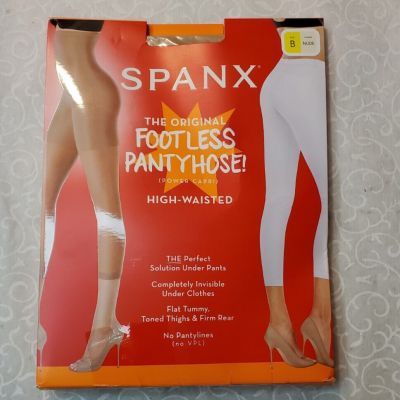 B
NUDE
SPANX®
THE ORIGINAL
FOOTLESS
PANTYHOSE!
(POWER CAPRI)
HIGH-WAISTED
THE Perfect
Solution Under Pants
Completely Invisible
Under Clothes
Flat Tummy,
Toned Thighs & Firm Rear
No Pantylines
(no VPL)